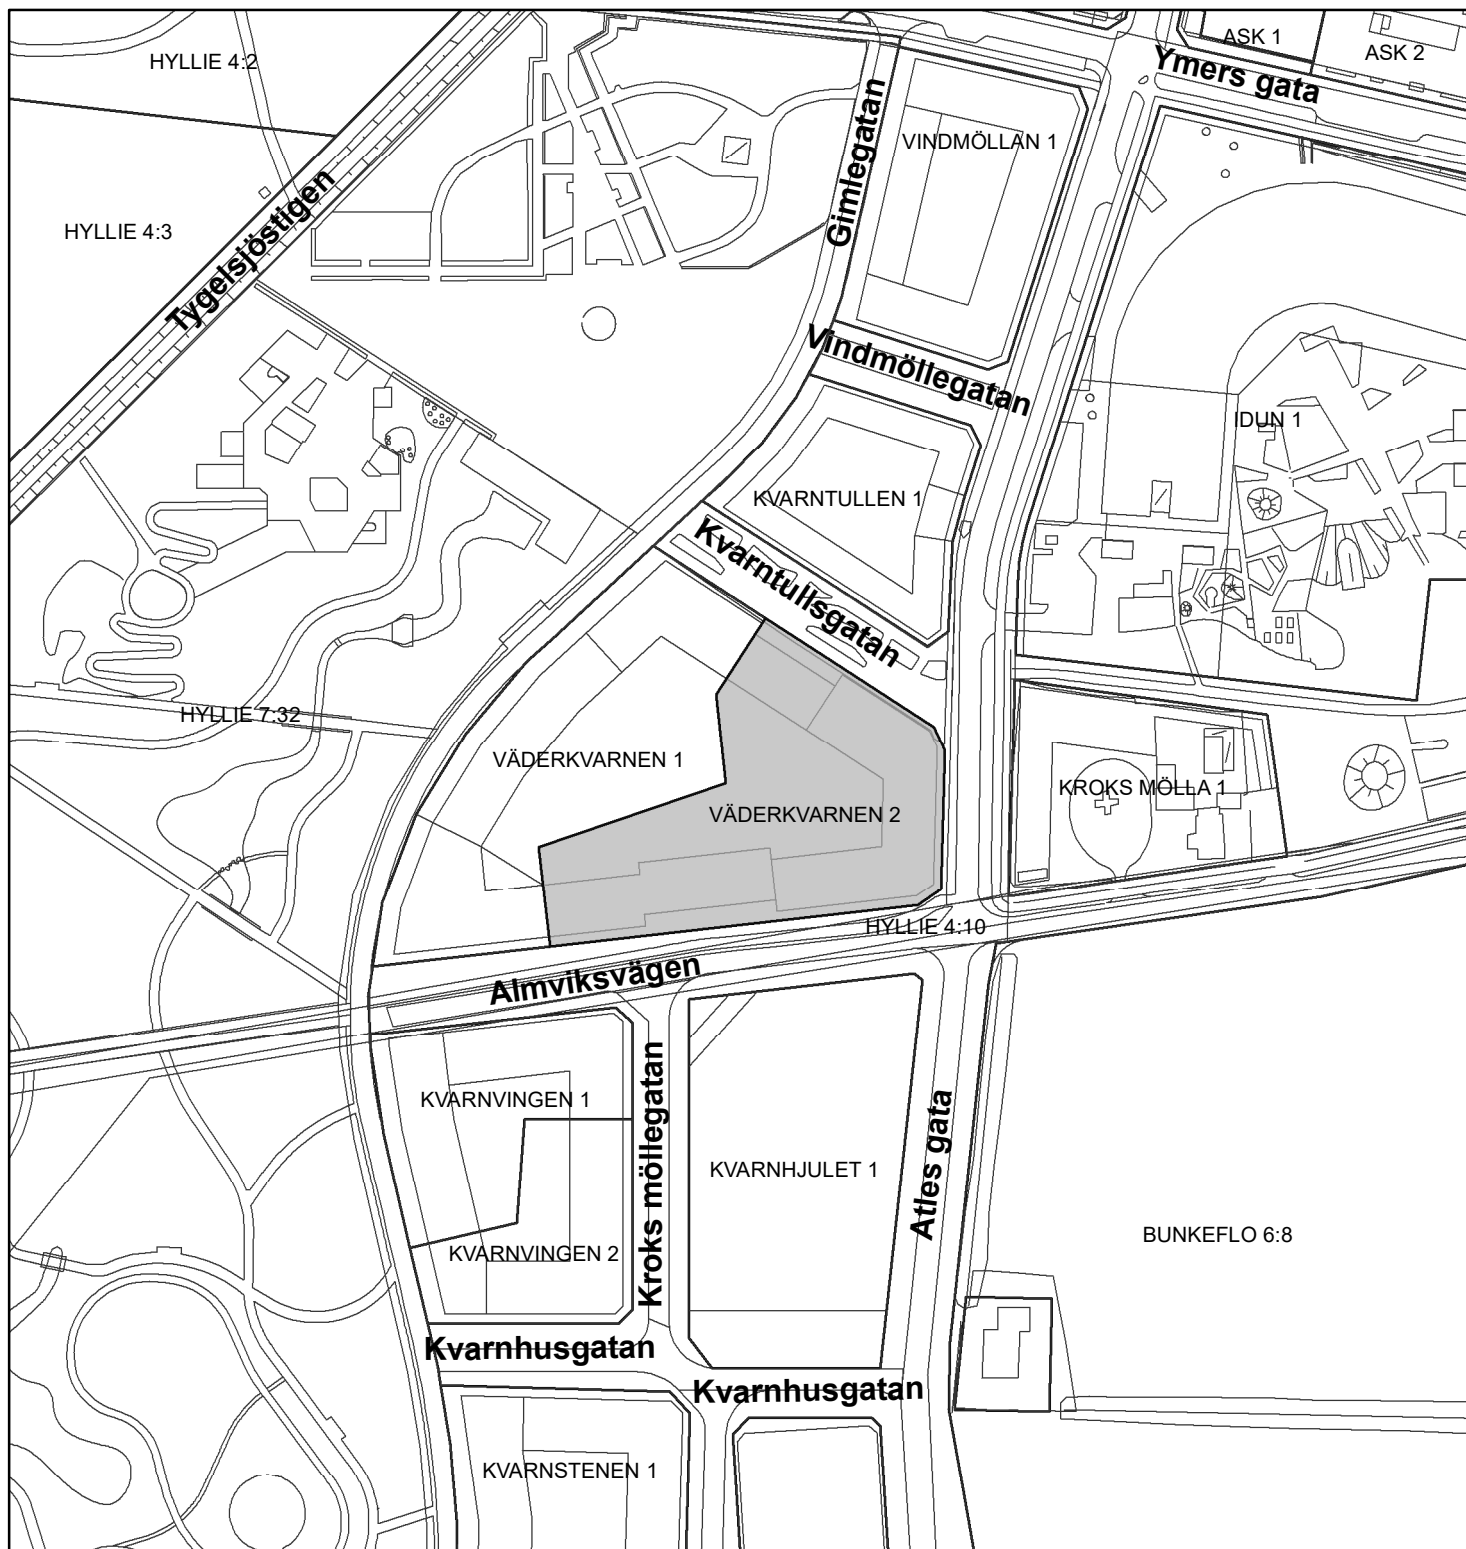 ASK 1
ASK 2
HYLLIE 4:2
Ymers gata
Gimlegatan
VINDMÖLLAN 1
HYLLIE 4:3
Tygelsjöstigen
Vindmöllegatan
IDUN 1
KVARNTULLEN 1
Kvarntullsgatan
HYLLIE 7:32
VÄDERKVARNEN 1
KROKS MÖLLA 1
VÄDERKVARNEN 2
HYLLIE 4:10
Almviksvägen
KVARNVINGEN 1
Kroks möllegatan
Atles gata
KVARNHJULET 1
BUNKEFLO 6:8
KVARNVINGEN 2
Kvarnhusgatan
Kvarnhusgatan
KVARNSTENEN 1